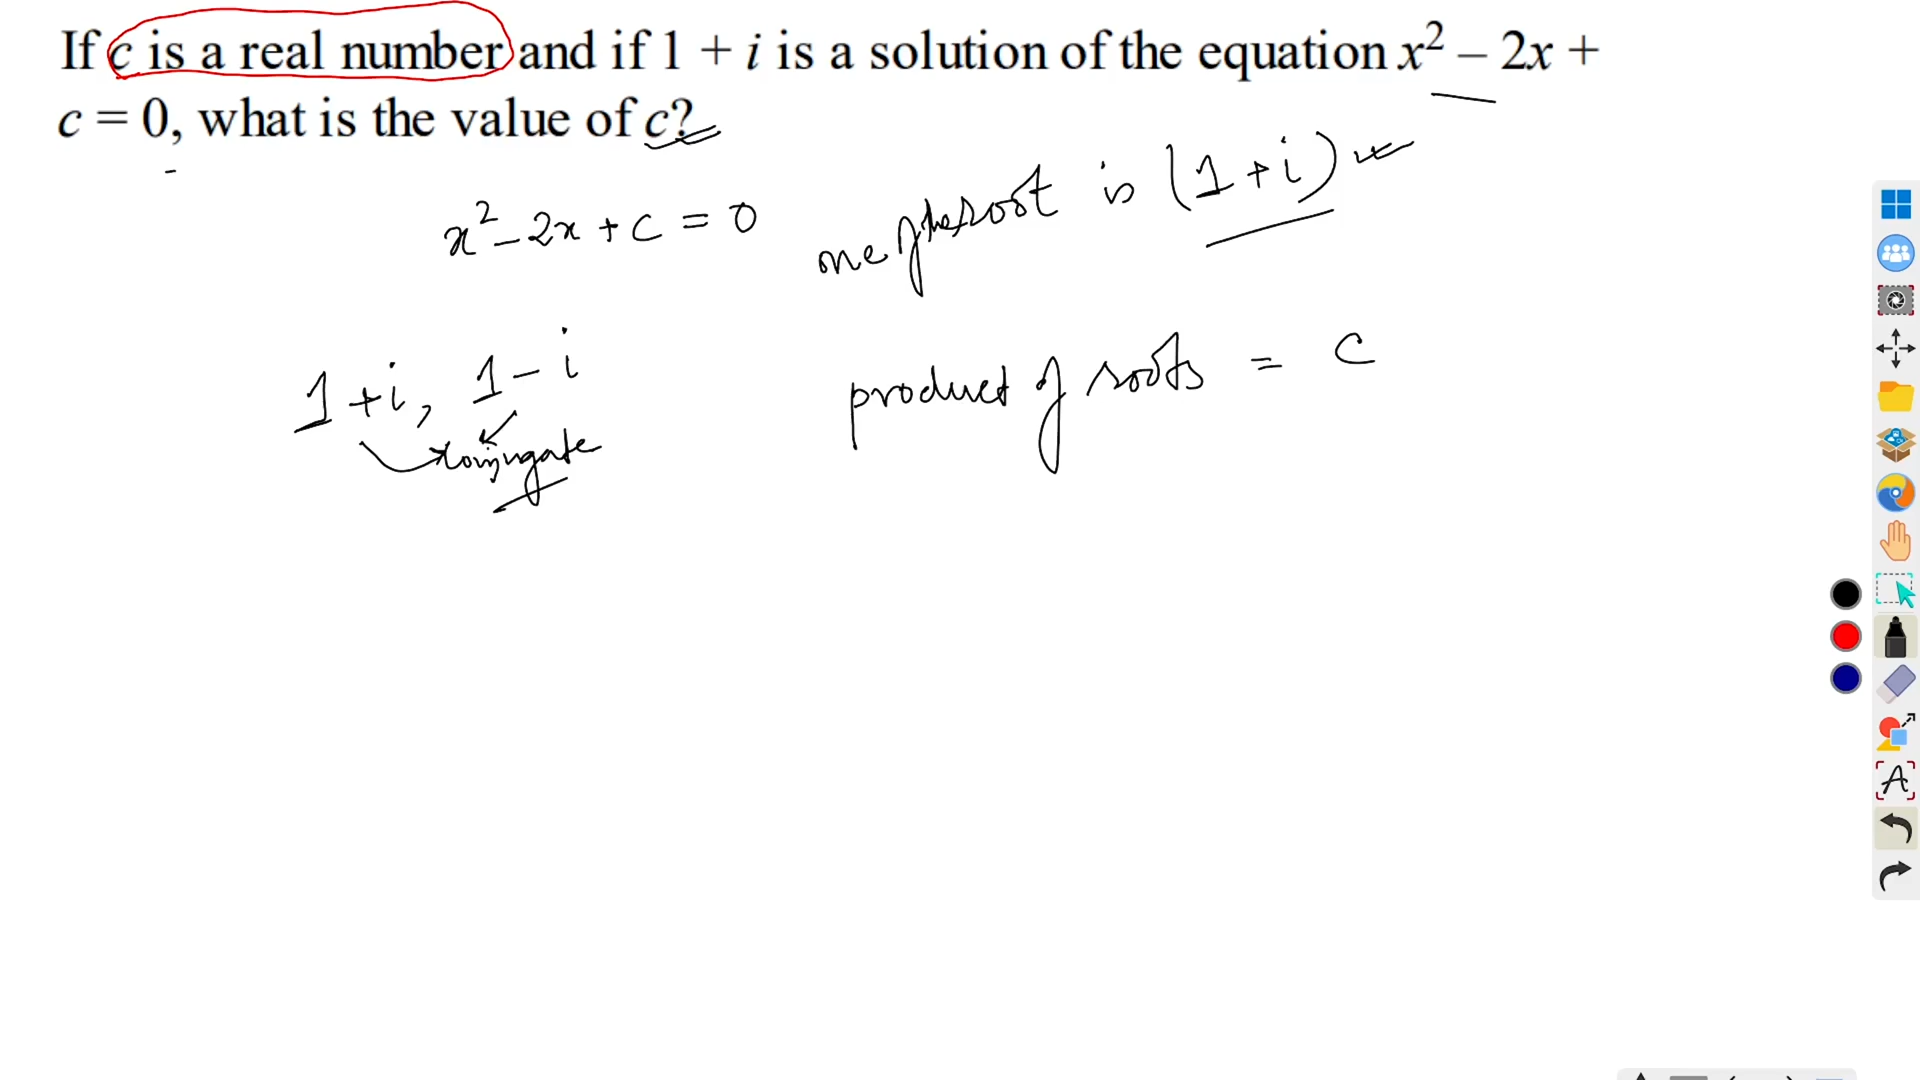 If c is a real number and if 1 + i is a solution of the equation x² – 2x +
c = 0, what is the value of c?
x² – 2x + c = 0
one of the root is (1+i)
1+i, 1–i
conjugate
product of roots = c